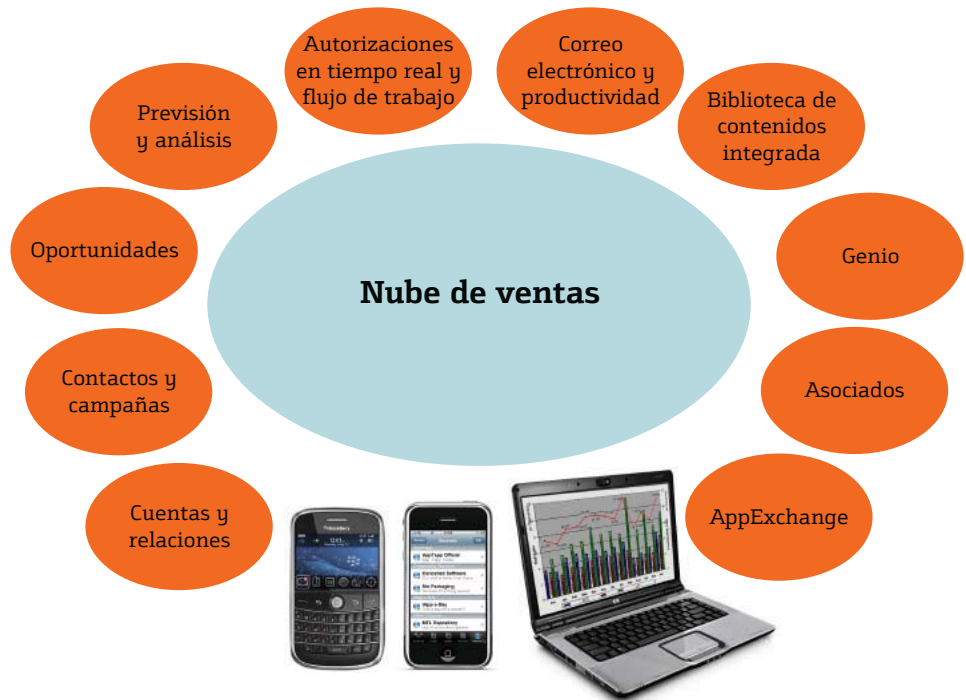 Autorizaciones
en tiempo real y
flujo de trabajo
Correo
electrónico y
productividad
Previsión
y análisis
Biblioteca de
contenidos
integrada
Oportunidades
Nube de ventas
Genio
Contactos y
campañas
Asociados
Cuentas y
relaciones
AppExchange
BlackBerry